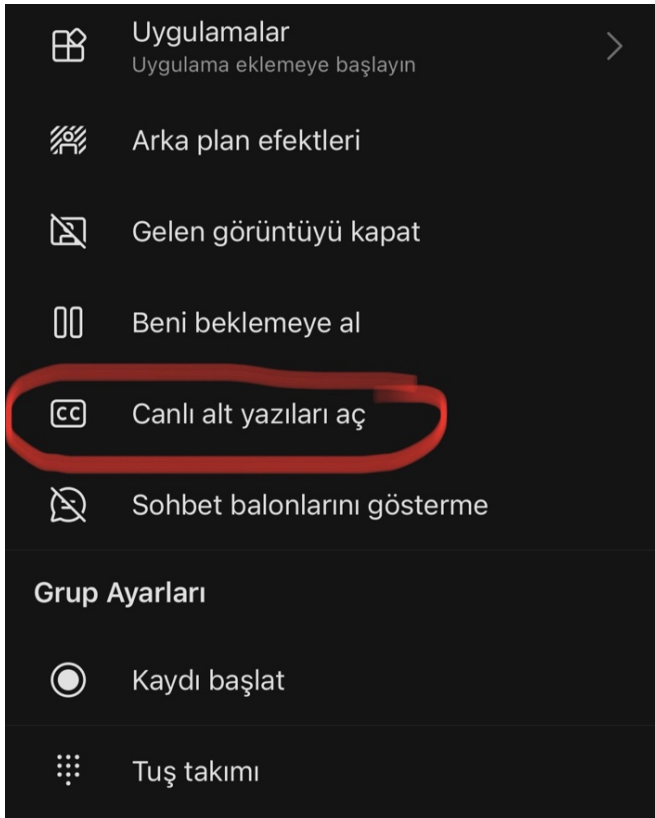 Uygulamalar
Uygulama eklemeye başlayın
Arka plan efektleri
Gelen görüntüyü kapat
Beni beklemeye al
CC Canlı alt yazıları aç
Sohbet balonlarını gösterme
Grup Ayarları
Kaydı başlat
Tuş takımı